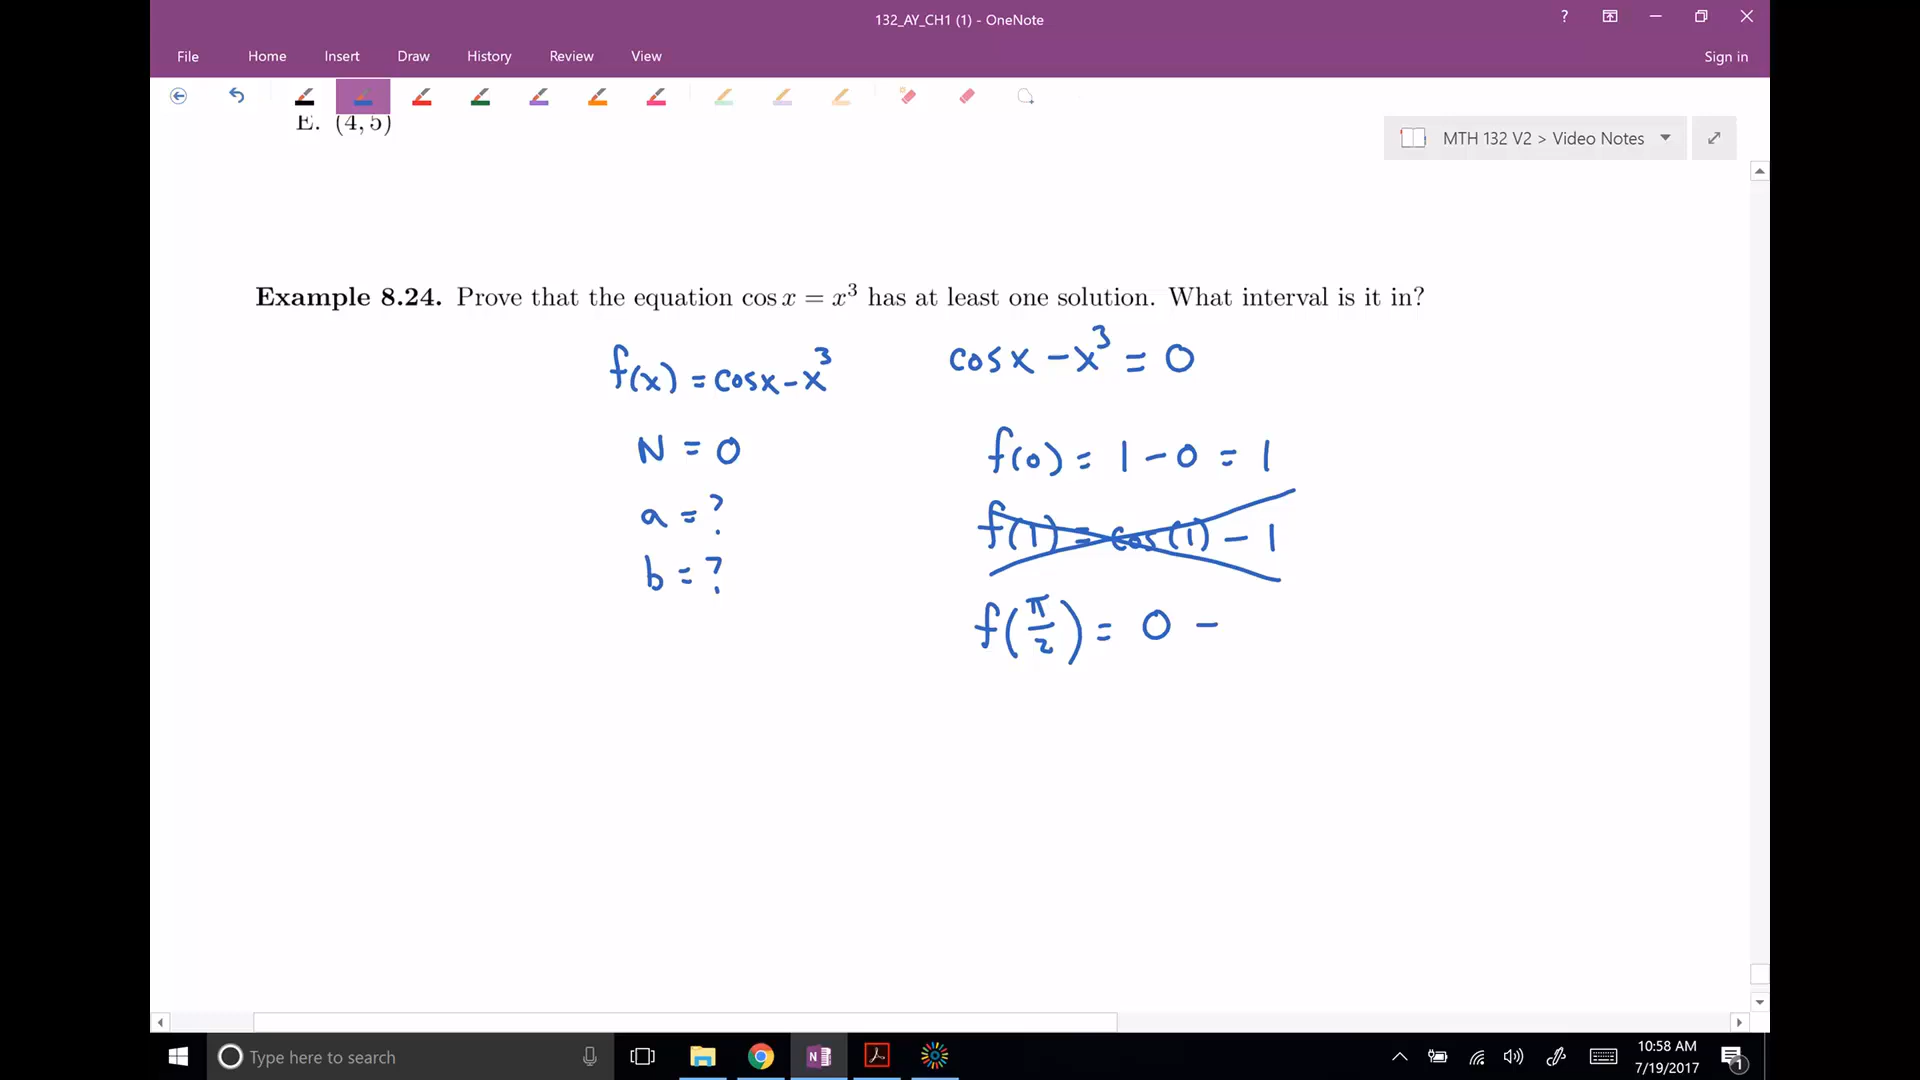 132_AY_CH1 (1) - OneNote
File Home Insert Draw History Review View Sign in
E. (4, 5)
MTH 132 V2 > Video Notes
Example 8.24. Prove that the equation cos x = x³ has at least one solution. What interval is it in?
f(x) = cosx - x³
cosx - x³ = 0
N = 0
f(0) = 1 - 0 = 1
a = ?
f(1) = cos(1) - 1
b = ?
f(π/2) = 0 -
Type here to search
10:58 AM
7/19/2017
1